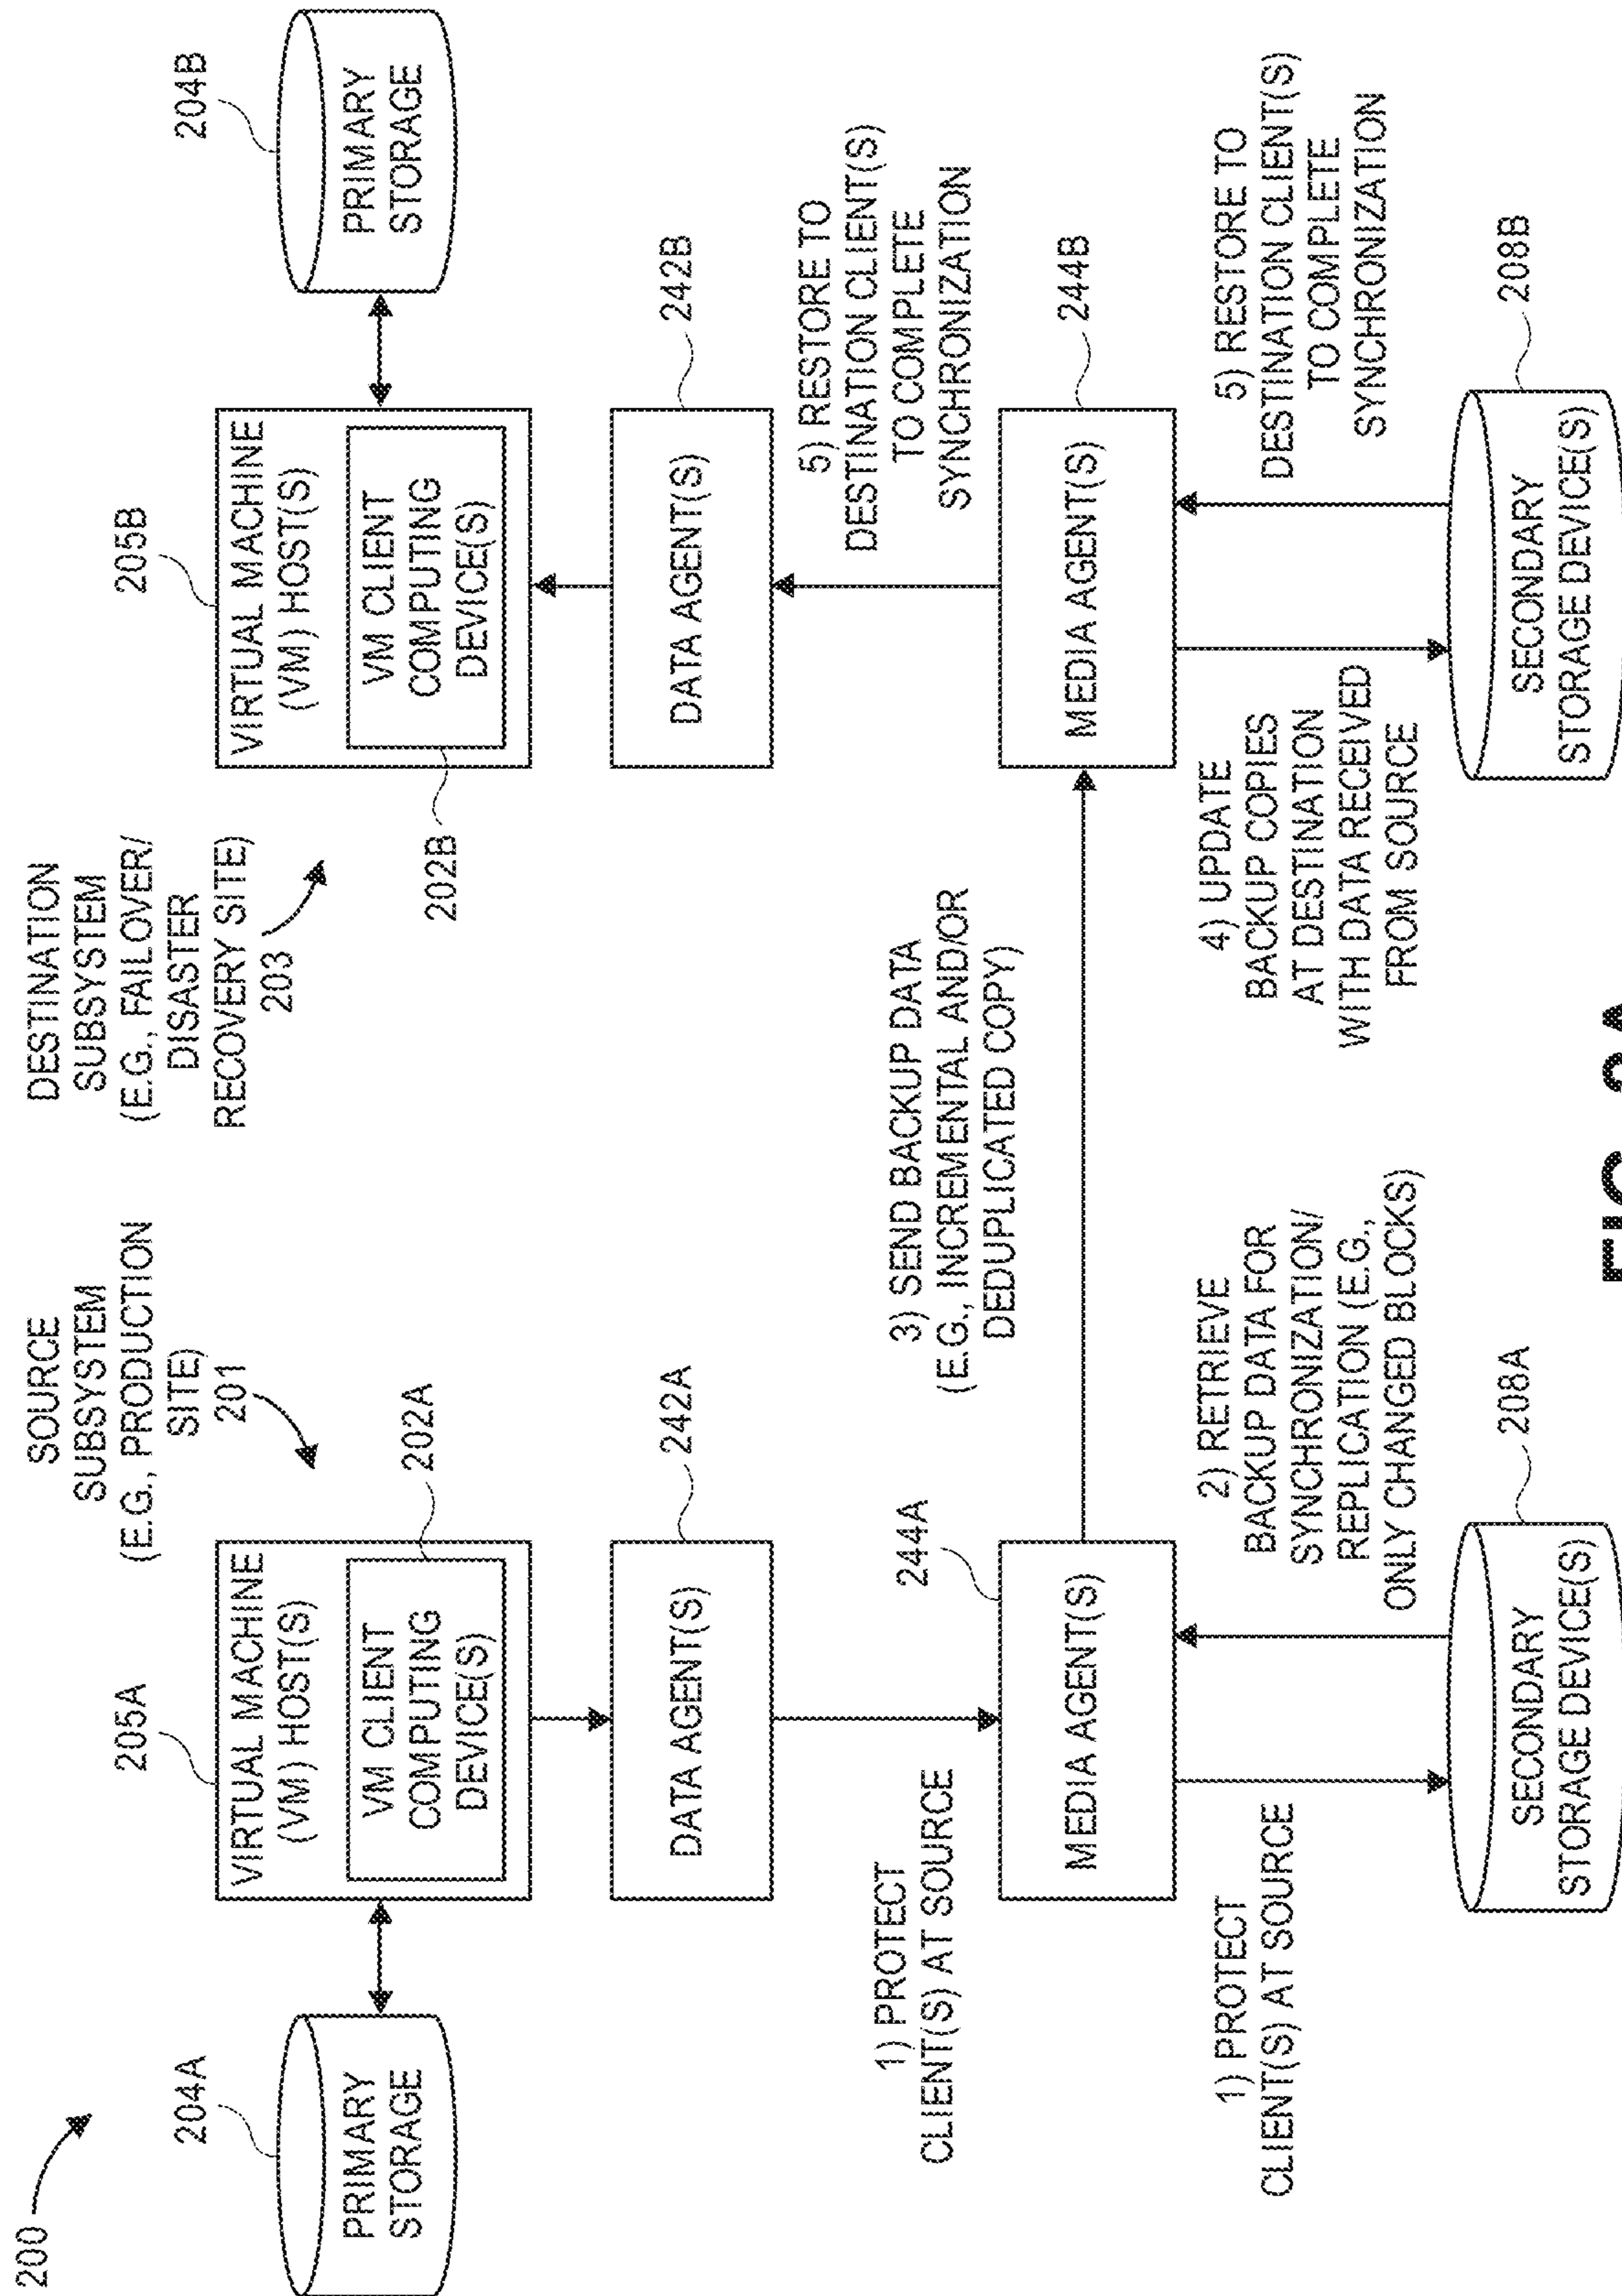 200
SOURCE
SUBSYSTEM
(E.G., PRODUCTION
SITE)
201
DESTINATION
SUBSYSTEM
(E.G., FAILOVER/
DISASTER
RECOVERY SITE)
203
204A
PRIMARY
STORAGE
205A
VIRTUAL MACHINE
(VM) HOST(S)
VM CLIENT
COMPUTING
DEVICE(S)
202A
205B
VIRTUAL MACHINE
(VM) HOST(S)
VM CLIENT
COMPUTING
DEVICE(S)
202B
204B
PRIMARY
STORAGE
DATA AGENT(S)
242A
DATA AGENT(S)
242B
1) PROTECT
CLIENT(S) AT SOURCE
244A
3) SEND BACKUP DATA
(E.G., INCREMENTAL AND/OR
DEDUPLICATED COPY)
5) RESTORE TO
DESTINATION CLIENT(S)
TO COMPLETE
SYNCHRONIZATION
MEDIA AGENT(S)
MEDIA AGENT(S)
244B
1) PROTECT
CLIENT(S) AT SOURCE
2) RETRIEVE
BACKUP DATA FOR
SYNCHRONIZATION/
REPLICATION (E.G.,
ONLY CHANGED BLOCKS)
4) UPDATE
BACKUP COPIES
AT DESTINATION
WITH DATA RECEIVED
FROM SOURCE
5) RESTORE TO
DESTINATION CLIENT(S)
TO COMPLETE
SYNCHRONIZATION
SECONDARY
STORAGE DEVICE(S)
208A
SECONDARY
STORAGE DEVICE(S)
208B